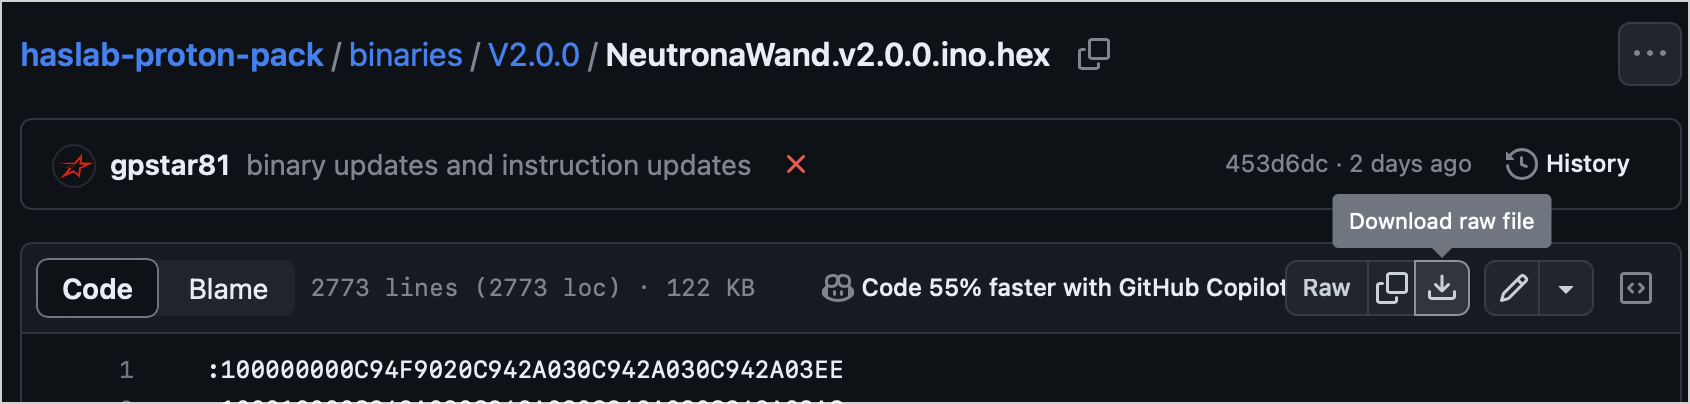 haslab-proton-pack / binaries / V2.0.0 / NeutronaWand.v2.0.0.ino.hex
gpstar81 binary updates and instruction updates 453d6dc · 2 days ago History
Download raw file
Code Blame 2773 lines (2773 loc) · 122 KB Code 55% faster with GitHub Copilot Raw
1 :100000000C94F9020C942A030C942A030C942A03EE